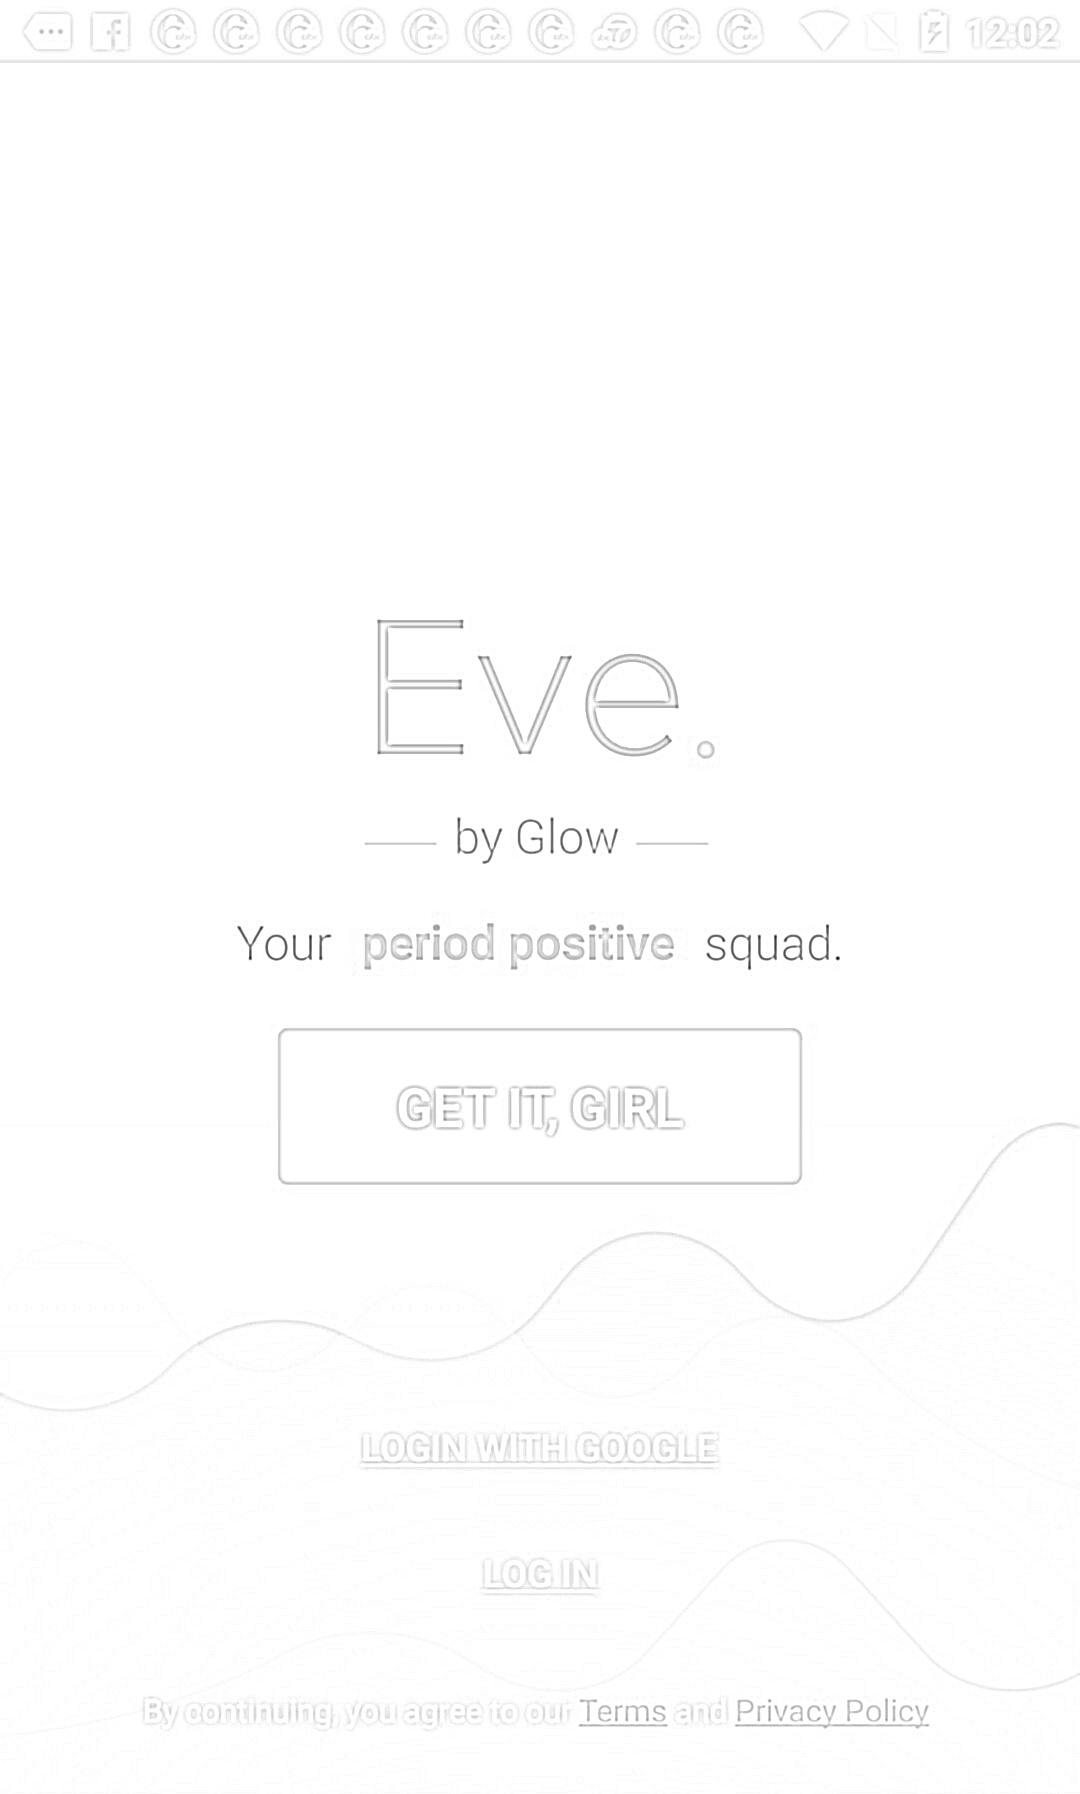 12:02
Eve.
by Glow
Your period positive squad.
GET IT, GIRL
LOGIN WITH GOOGLE
LOG IN
By continuing, you agree to our Terms and Privacy Policy